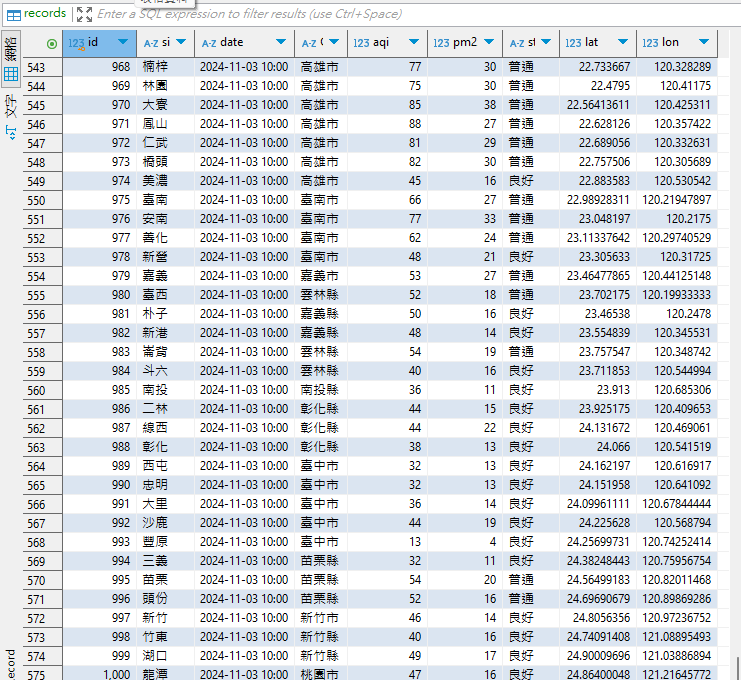 records Enter a SQL expression to filter results (use Ctrl+Space)
123 id A-Z si A-Z date A-Z 123 aqi 123 pm2 A-Z st 123 lat 123 lon
543 968 楠梓 2024-11-03 10:00 高雄市 77 30 普通 22.733667 120.328289
544 969 林園 2024-11-03 10:00 高雄市 75 30 普通 22.4795 120.41175
545 970 大寮 2024-11-03 10:00 高雄市 85 38 普通 22.56413611 120.425311
546 971 鳳山 2024-11-03 10:00 高雄市 88 27 普通 22.628126 120.357422
547 972 仁武 2024-11-03 10:00 高雄市 81 29 普通 22.689056 120.332631
548 973 橋頭 2024-11-03 10:00 高雄市 82 30 普通 22.757506 120.305689
549 974 美濃 2024-11-03 10:00 高雄市 45 16 良好 22.883583 120.530542
550 975 臺南 2024-11-03 10:00 臺南市 66 27 普通 22.98928311 120.21947897
551 976 安南 2024-11-03 10:00 臺南市 77 33 普通 23.048197 120.2175
552 977 善化 2024-11-03 10:00 臺南市 62 24 普通 23.11337642 120.29740529
553 978 新營 2024-11-03 10:00 臺南市 48 21 良好 23.305633 120.31725
554 979 嘉義 2024-11-03 10:00 嘉義市 53 27 普通 23.46477865 120.44125148
555 980 臺西 2024-11-03 10:00 雲林縣 52 18 普通 23.702175 120.19933333
556 981 朴子 2024-11-03 10:00 嘉義縣 50 16 良好 23.46538 120.2478
557 982 新港 2024-11-03 10:00 嘉義縣 48 14 良好 23.554839 120.345531
558 983 崙背 2024-11-03 10:00 雲林縣 54 19 普通 23.757547 120.348742
559 984 斗六 2024-11-03 10:00 雲林縣 40 16 良好 23.711853 120.544994
560 985 南投 2024-11-03 10:00 南投縣 36 11 良好 23.913 120.685306
561 986 二林 2024-11-03 10:00 彰化縣 44 15 良好 23.925175 120.409653
562 987 線西 2024-11-03 10:00 彰化縣 44 22 良好 24.131672 120.469061
563 988 彰化 2024-11-03 10:00 彰化縣 38 13 良好 24.066 120.541519
564 989 西屯 2024-11-03 10:00 臺中市 32 13 良好 24.162197 120.616917
565 990 忠明 2024-11-03 10:00 臺中市 32 13 良好 24.151958 120.641092
566 991 大里 2024-11-03 10:00 臺中市 36 14 良好 24.09961111 120.67844444
567 992 沙鹿 2024-11-03 10:00 臺中市 44 19 良好 24.225628 120.568794
568 993 豐原 2024-11-03 10:00 臺中市 13 4 良好 24.25699731 120.74252414
569 994 三義 2024-11-03 10:00 苗栗縣 32 11 良好 24.38248443 120.75956754
570 995 苗栗 2024-11-03 10:00 苗栗縣 54 20 普通 24.56499183 120.82011468
571 996 頭份 2024-11-03 10:00 苗栗縣 52 16 普通 24.69690679 120.89869286
572 997 新竹 2024-11-03 10:00 新竹市 46 14 良好 24.8056356 120.97236752
573 998 竹東 2024-11-03 10:00 新竹縣 40 16 良好 24.74091408 121.08895493
574 999 湖口 2024-11-03 10:00 新竹縣 49 17 良好 24.90009696 121.03886894
575 1,000 龍潭 2024-11-03 10:00 桃園市 47 16 良好 24.86400048 121.21645772
網格
文字